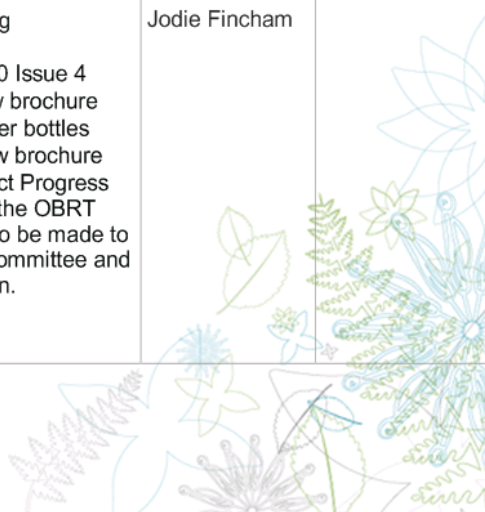 g
Jodie Fincham
0 Issue 4
brochure
er bottles
w brochure
ct Progress
the OBRT
o be made to
ommittee and
n.